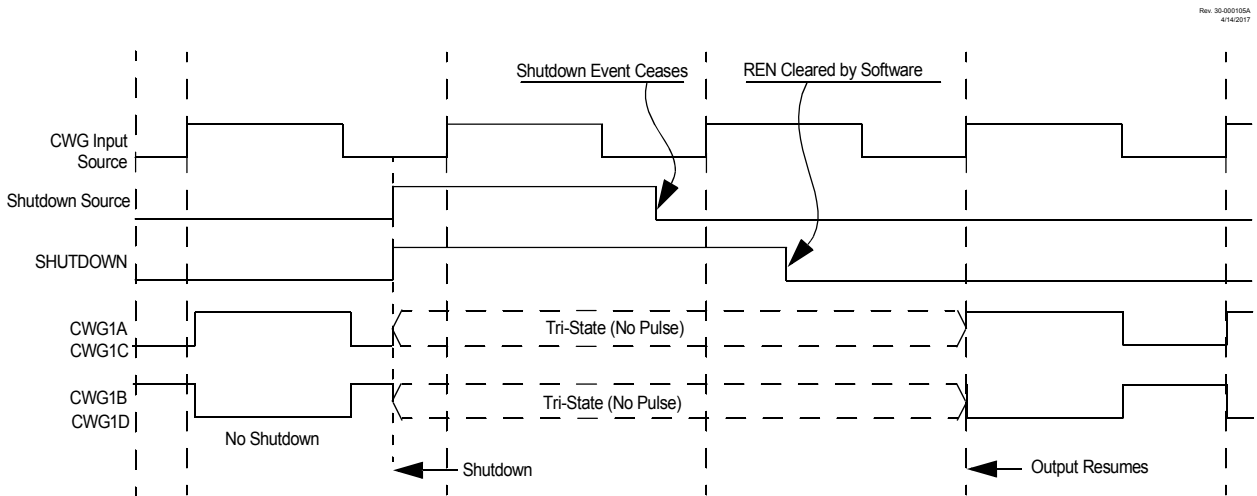 Rev. 30-000105A
4/14/2017
Shutdown Event Ceases
REN Cleared by Software
CWG Input
Source
Shutdown Source
SHUTDOWN
CWG1A
CWG1C
Tri-State (No Pulse)
CWG1B
CWG1D
Tri-State (No Pulse)
No Shutdown
Shutdown
Output Resumes